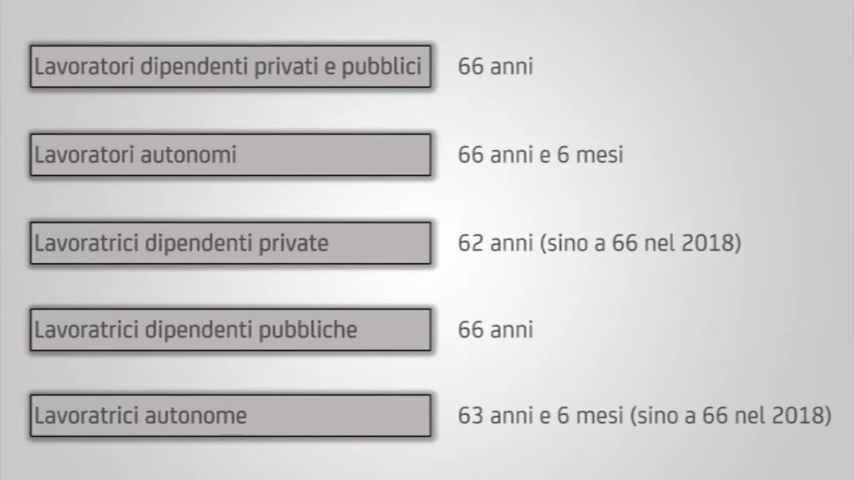 Lavoratori dipendenti privati e pubblici 66 anni
Lavoratori autonomi 66 anni e 6 mesi
Lavoratrici dipendenti private 62 anni (sino a 66 nel 2018)
Lavoratrici dipendenti pubbliche 66 anni
Lavoratrici autonome 63 anni e 6 mesi (sino a 66 nel 2018)